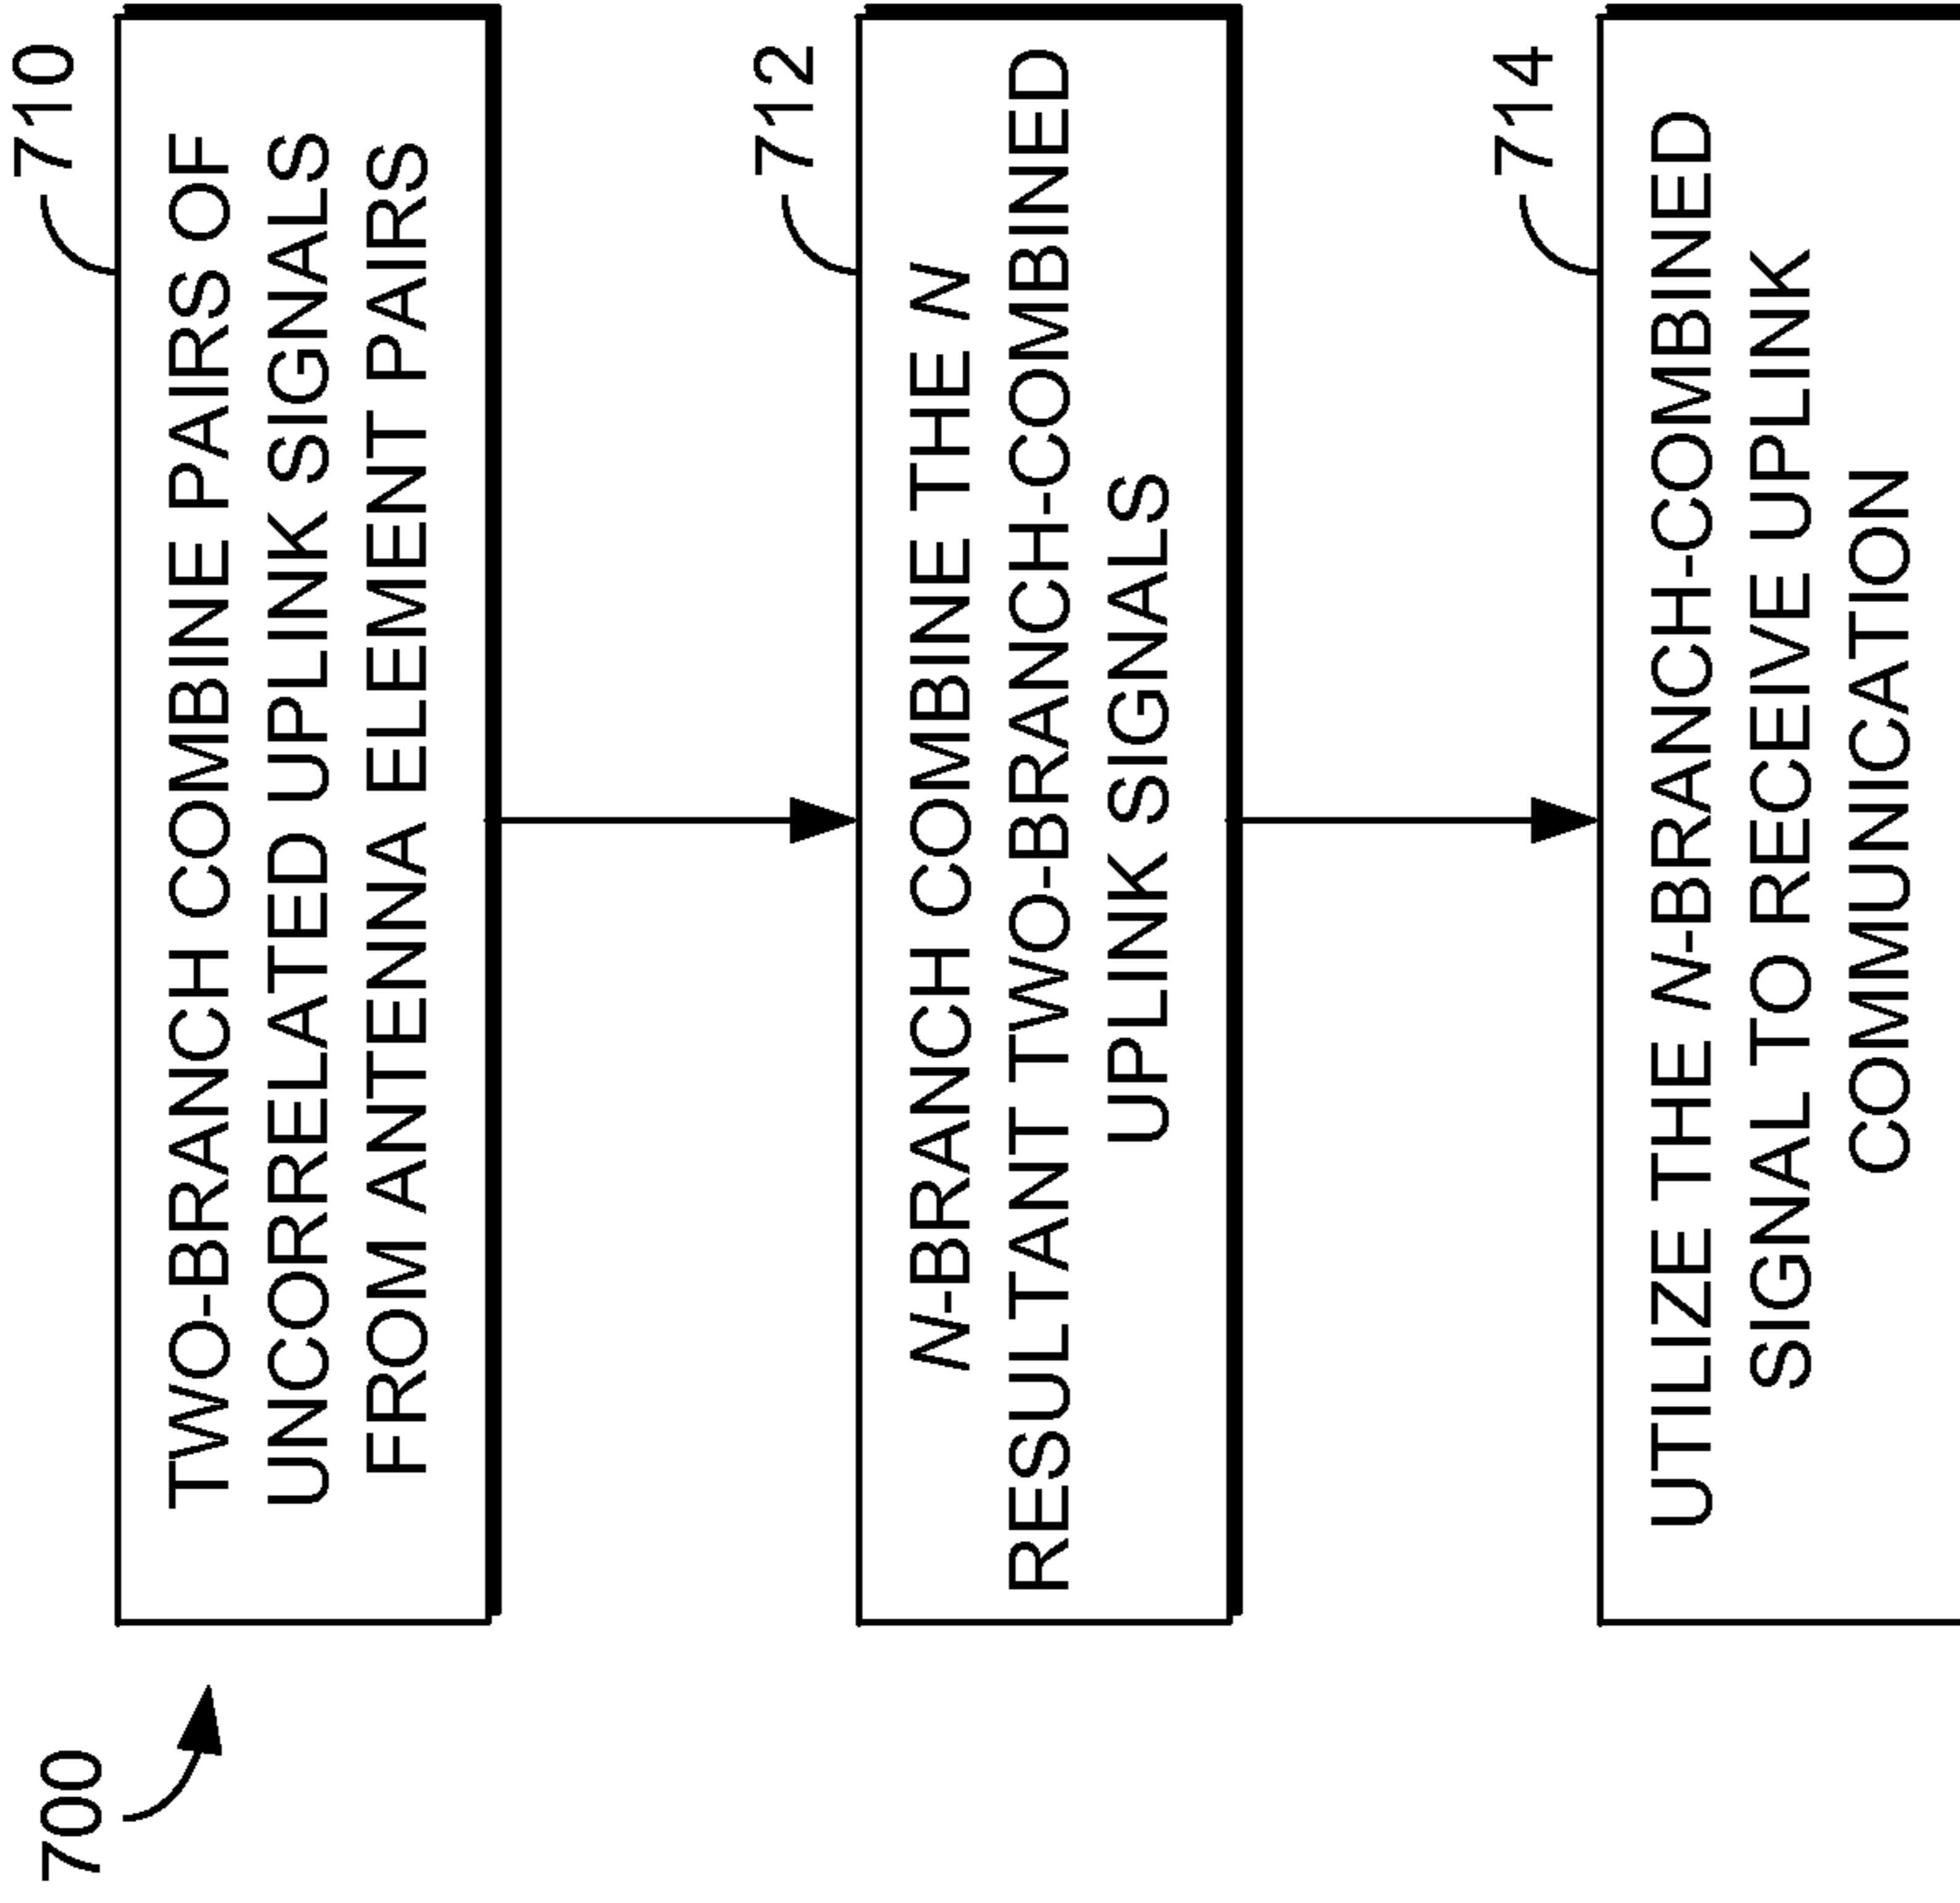 700
710
TWO-BRANCH COMBINE PAIRS OF
UNCORRELATED UPLINK SIGNALS
FROM ANTENNA ELEMENT PAIRS
712
N-BRANCH COMBINE THE N
RESULTANT TWO-BRANCH-COMBINED
UPLINK SIGNALS
714
UTILIZE THE N-BRANCH-COMBINED
SIGNAL TO RECEIVE UPLINK
COMMUNICATION